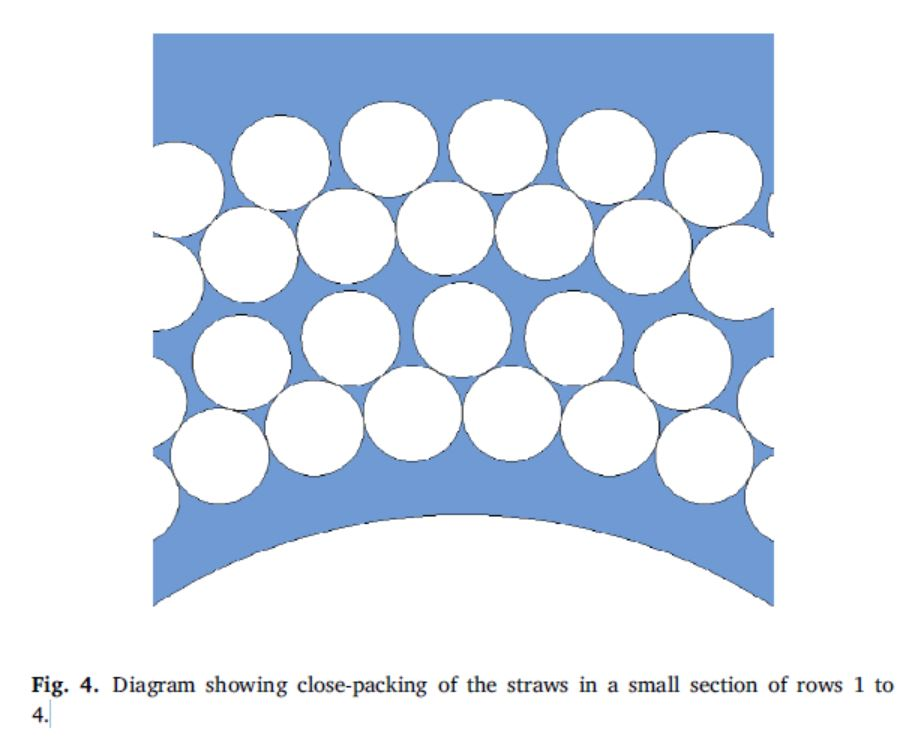 Fig. 4. Diagram showing close-packing of the straws in a small section of rows 1 to
4.